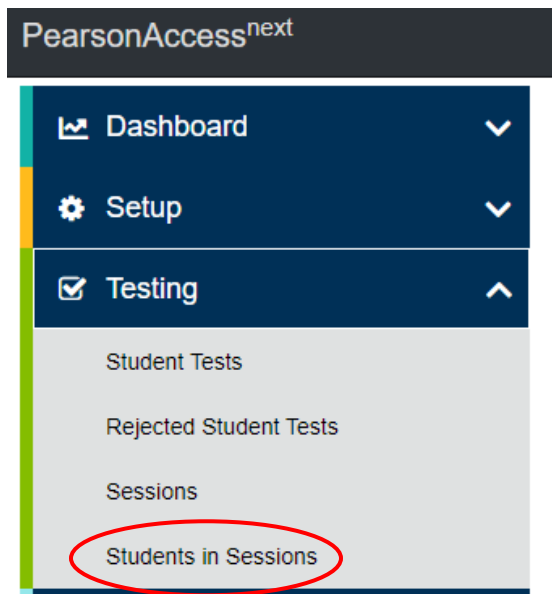 PearsonAccessnext
Dashboard
Setup
Testing
Student Tests
Rejected Student Tests
Sessions
Students in Sessions